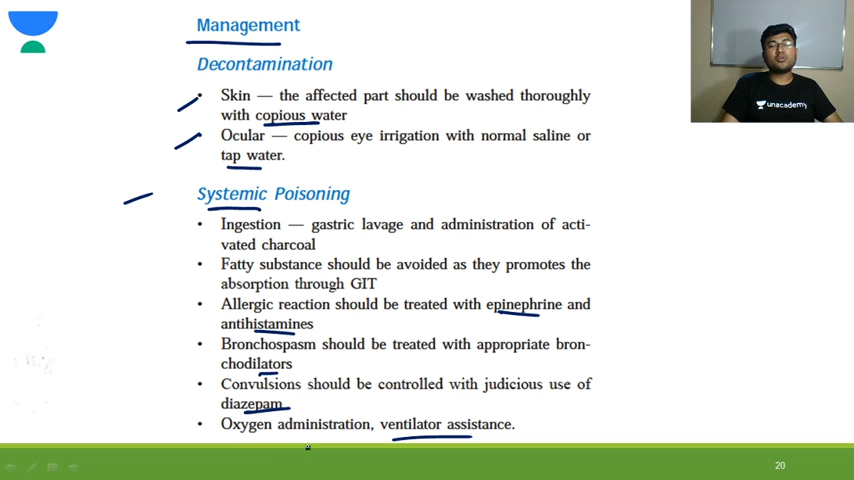 Management
Decontamination
• Skin — the affected part should be washed thoroughly
with copious water
• Ocular — copious eye irrigation with normal saline or
tap water.
Systemic Poisoning
• Ingestion — gastric lavage and administration of acti-
vated charcoal
• Fatty substance should be avoided as they promotes the
absorption through GIT
• Allergic reaction should be treated with epinephrine and
antihistamines
• Bronchospasm should be treated with appropriate bron-
chodilators
• Convulsions should be controlled with judicious use of
diazepam
• Oxygen administration, ventilator assistance.
unacademy
20